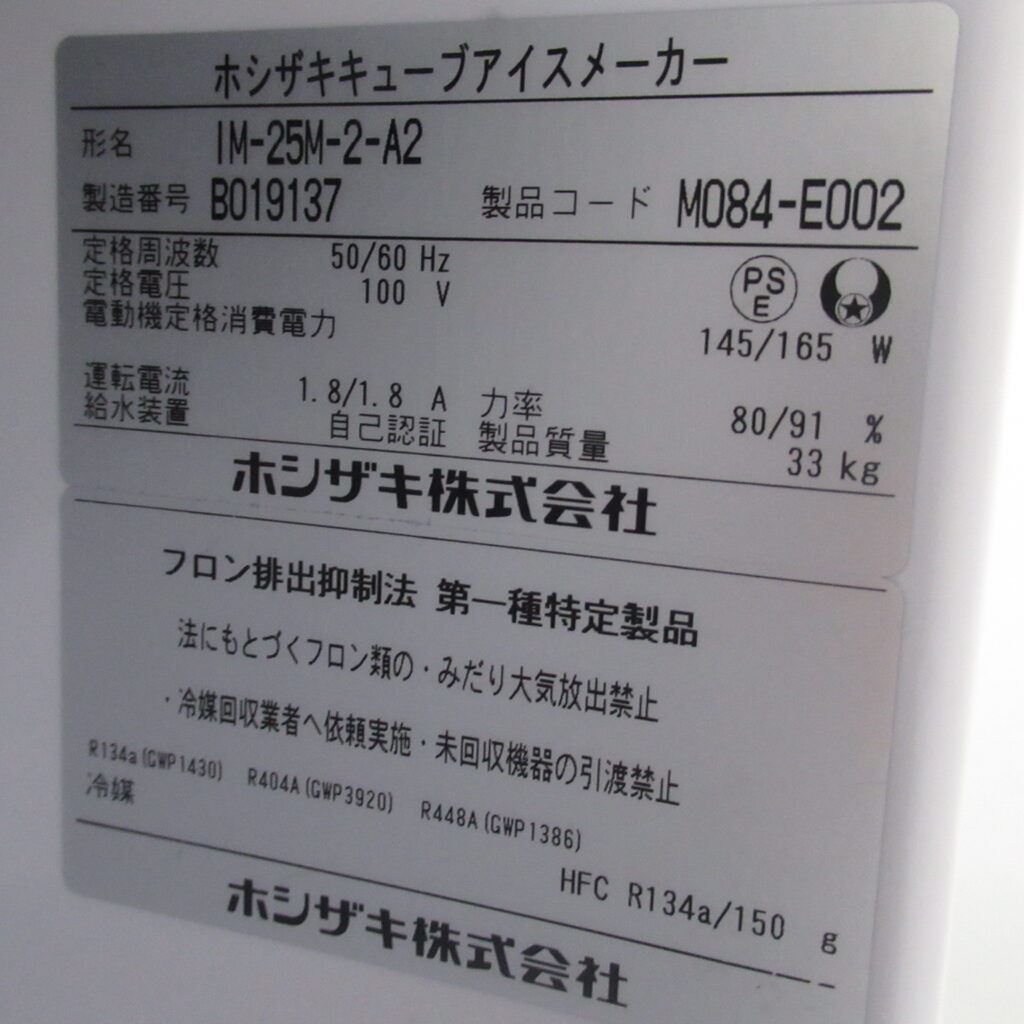 ホシザキキューブアイスメーカー
形名 IM-25M-2-A2
製造番号 B019137 製品コード M084-E002
定格周波数 50/60 Hz
定格電圧 100 V
PS E
電動機定格消費電力 145/165 W
運転電流 1.8/1.8 A 力率 80/91 %
給水装置 自己認証 製品質量 33 kg
ホシザキ株式会社
フロン排出抑制法 第一種特定製品
法にもとづくフロン類の・みだり大気放出禁止
・冷媒回収業者へ依頼実施・未回収機器の引渡禁止
R134a(GWP1430) R404A(GWP3920) R448A(GWP1386)
冷媒 HFC R134a/150 g
ホシザキ株式会社